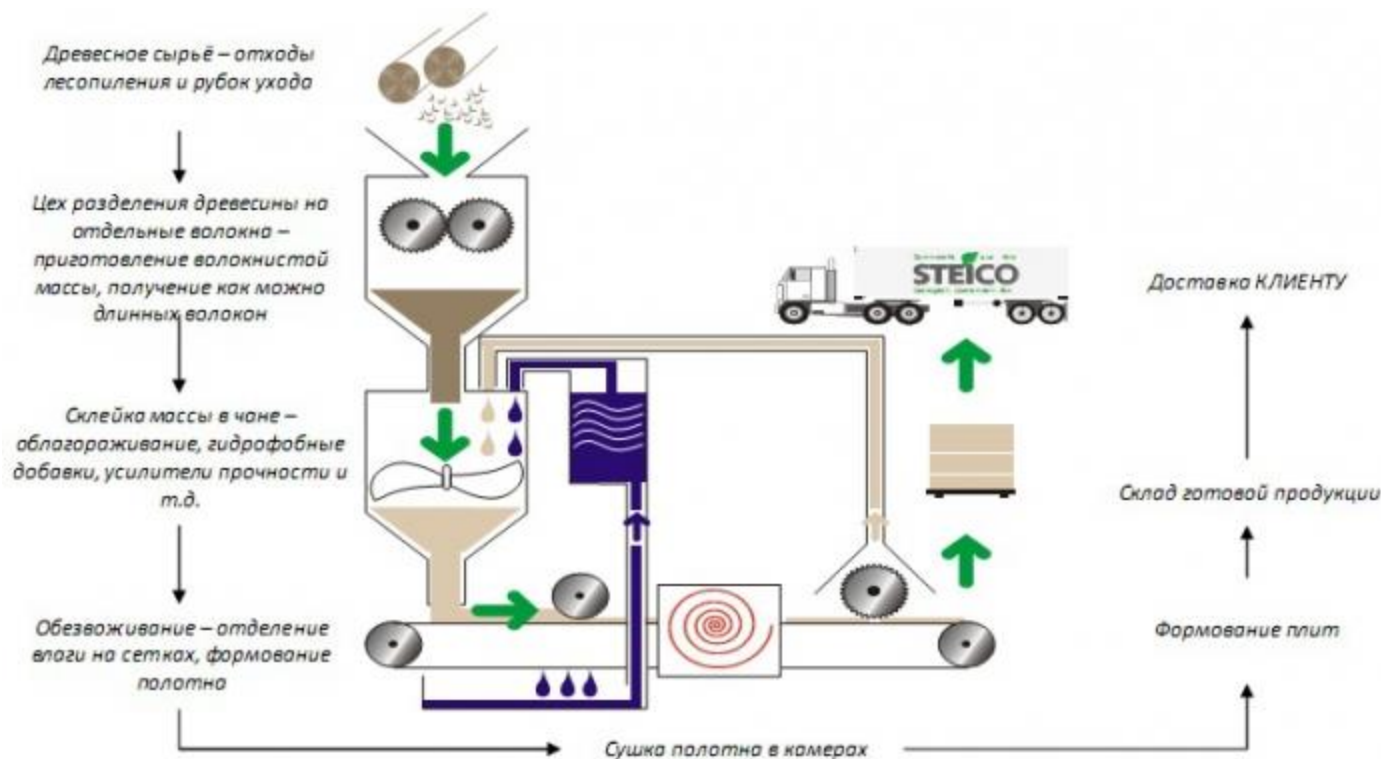 Древесное сырьё – отходы
лесопиления и рубок ухода
Цех разделения древесины на
отдельные волокна –
приготовление волокнистой
массы, получение как можно
длинных волокон
Склейка массы в чане –
облагораживание, гидрофобные
добавки, усилители прочности и
т.д.
Обезвоживание – отделение
влаги на сетках, формование
полотна
Сушка полотна в камерах
Формование плит
Склад готовой продукции
Доставка КЛИЕНТУ
STEICO